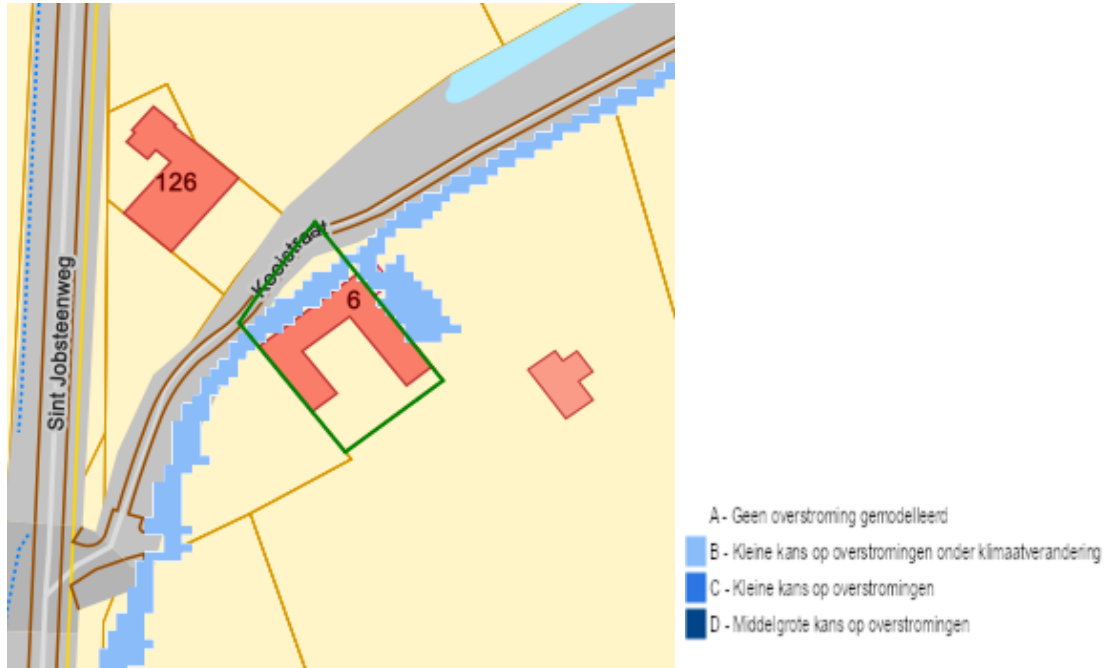 126
Kooistraat
6
Sint Jobsteenweg
A - Geen overstroming gemodelleerd
B - Kleine kans op overstromingen onder klimaatverandering
C - Kleine kans op overstromingen
D - Middelgrote kans op overstromingen